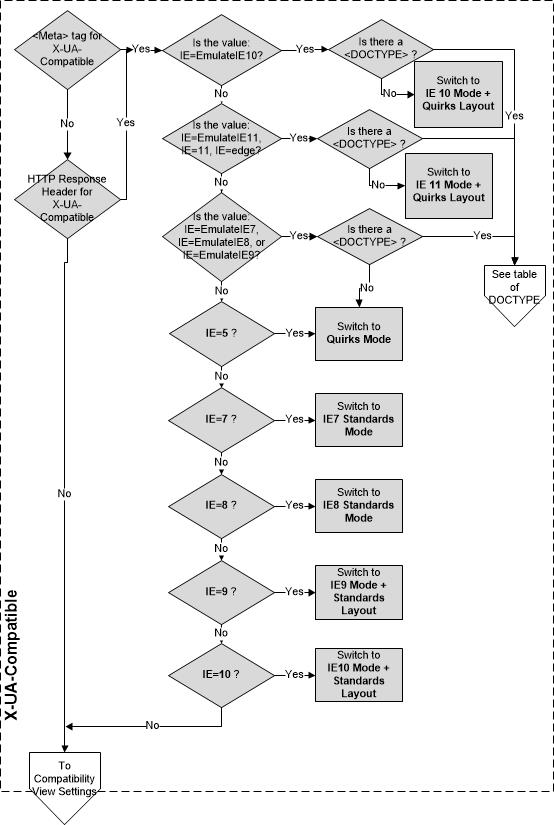 <Meta> tag for
X-UA-
Compatible
Yes
Is the value:
IE=EmulateIE10?
Yes
Is there a
<DOCTYPE> ?
No
Switch to
IE 10 Mode +
Quirks Layout
Yes
No
Yes
No
Is the value:
IE=EmulateIE11,
IE=11, IE=edge?
Yes
Is there a
<DOCTYPE> ?
No
Switch to
IE 11 Mode +
Quirks Layout
HTTP Response
Header for
X-UA-
Compatible
No
Is the value:
IE=EmulateIE7,
IE=EmulateIE8, or
IE=EmulateIE9?
Yes
Is there a
<DOCTYPE> ?
Yes
No
See table
of
DOCTYPE
No
IE=5 ?
Yes
Switch to
Quirks Mode
No
IE=7 ?
Yes
Switch to
IE7 Standards
Mode
No
IE=8 ?
Yes
Switch to
IE8 Standards
Mode
No
No
IE=9 ?
Yes
Switch to
IE9 Mode +
Standards
Layout
No
IE=10 ?
Yes
Switch to
IE10 Mode +
Standards
Layout
No
X-UA-Compatible
To
Compatibility
View Settings